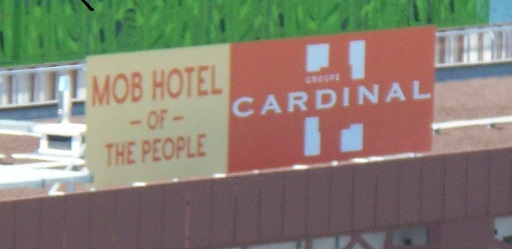 MOB HOTEL
– OF –
THE PEOPLE
GROUPE
CARDINAL